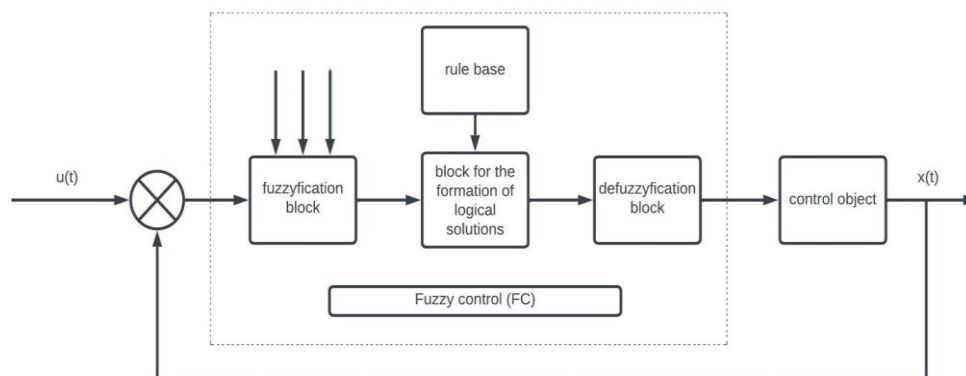 rule base
u(t)
fuzzyfication
block
block for the
formation of
logical
solutions
defuzzyfication
block
control object
x(t)
Fuzzy control (FC)